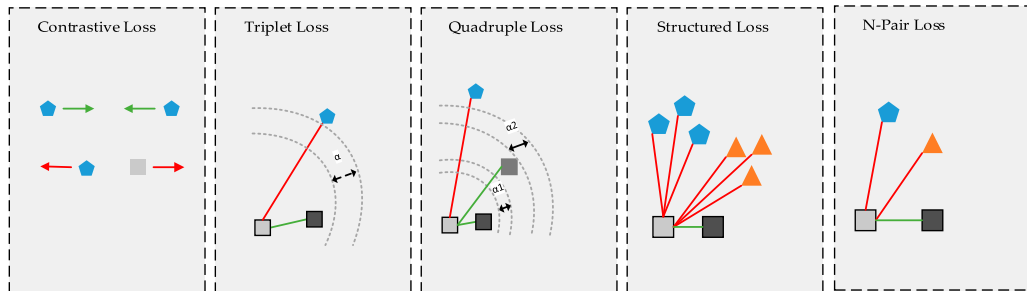 Contrastive Loss
Triplet Loss
α
Quadruple Loss
α2
α1
Structured Loss
N-Pair Loss